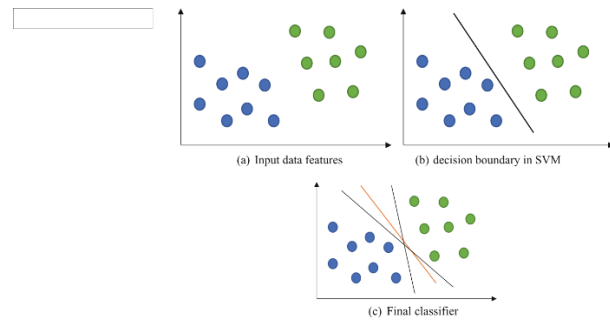 (a) Input data features
(b) decision boundary in SVM
(c) Final classifier